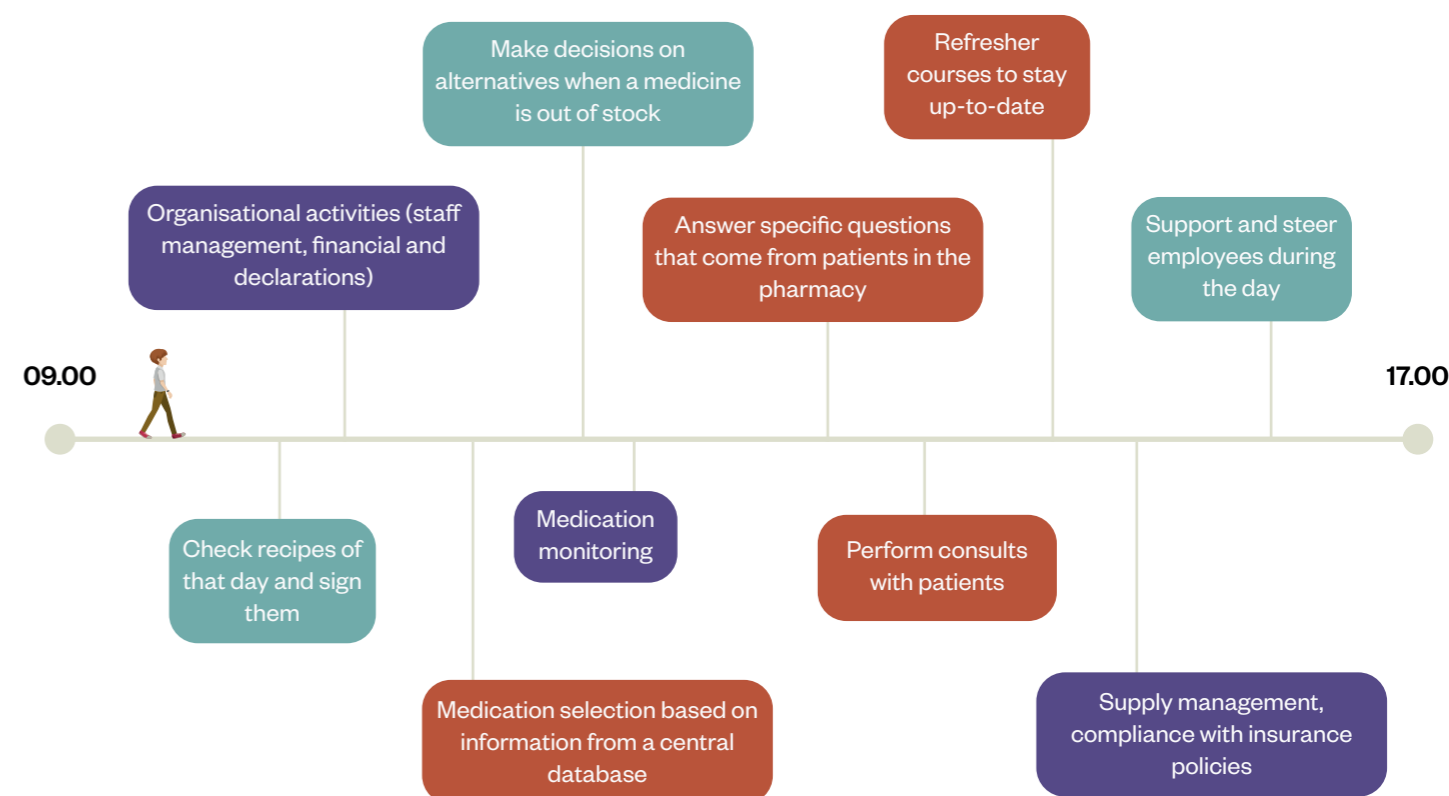 Make decisions on
alternatives when a medicine
is out of stock
Refresher
courses to stay
up-to-date
Organisational activities (staff
management, financial and
declarations)
Answer specific questions
that come from patients in the
pharmacy
Support and steer
employees during
the day
09.00
17.00
Check recipes of
that day and sign
them
Medication
monitoring
Perform consults
with patients
Medication selection based on
information from a central
database
Supply management,
compliance with insurance
policies